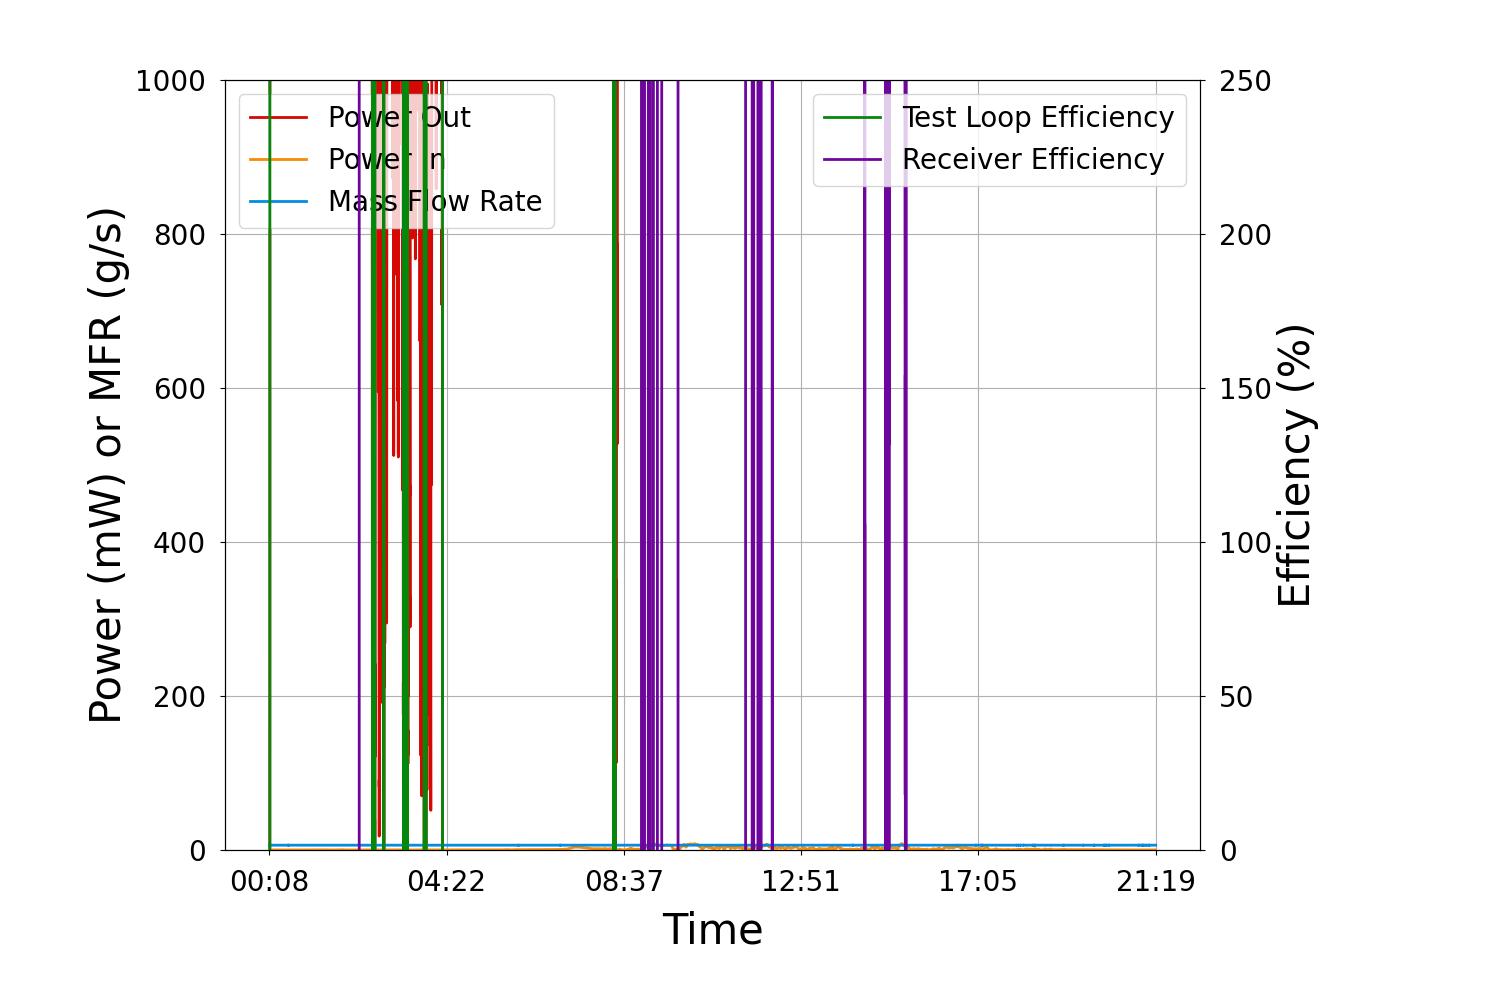 1000
800
600
400
200
0
Power (mW) or MFR (g/s)
Power Out
Power In
Mass Flow Rate
Test Loop Efficiency
Receiver Efficiency
250
200
150
100
50
0
Efficiency (%)
00:08 04:22 08:37 12:51 17:05 21:19
Time